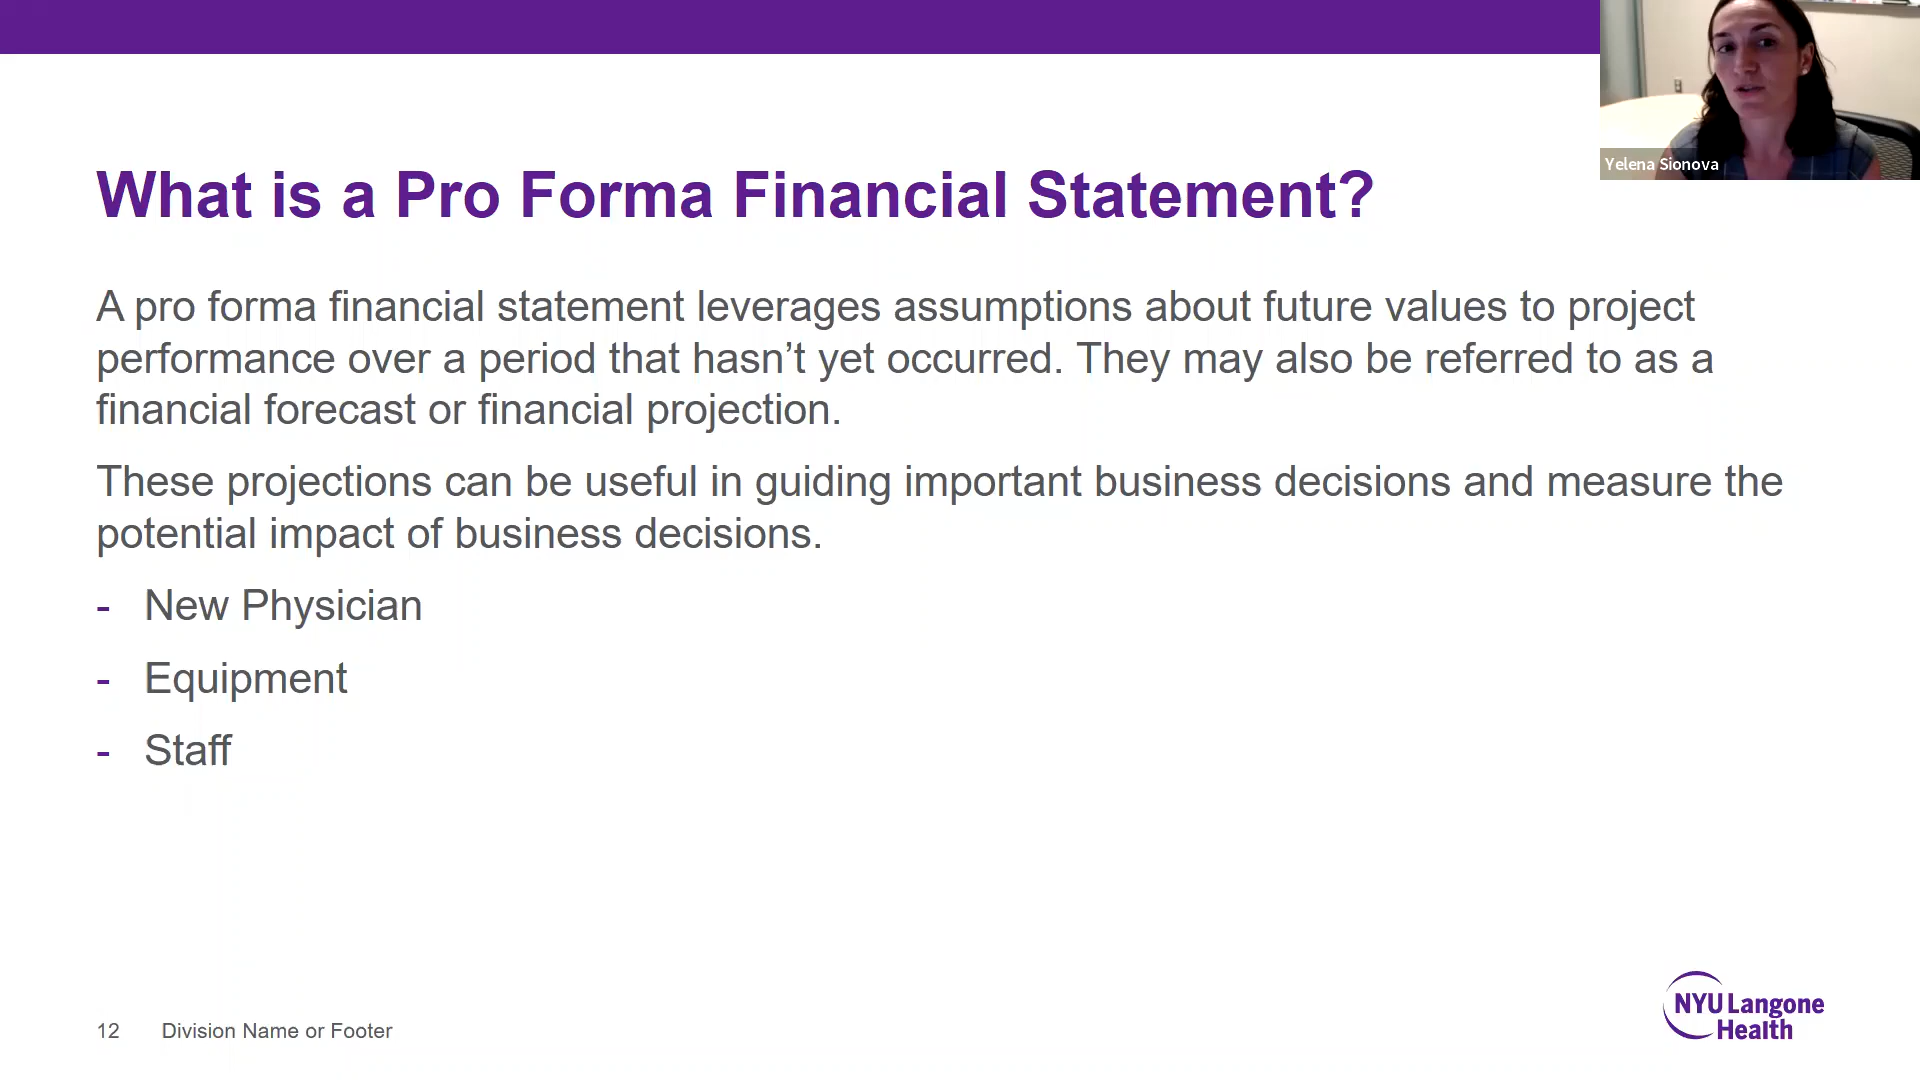 Yelena Sionova
What is a Pro Forma Financial Statement?
A pro forma financial statement leverages assumptions about future values to project
performance over a period that hasn’t yet occurred. They may also be referred to as a
financial forecast or financial projection.
These projections can be useful in guiding important business decisions and measure the
potential impact of business decisions.
- New Physician
- Equipment
- Staff
12 Division Name or Footer
NYU Langone
Health